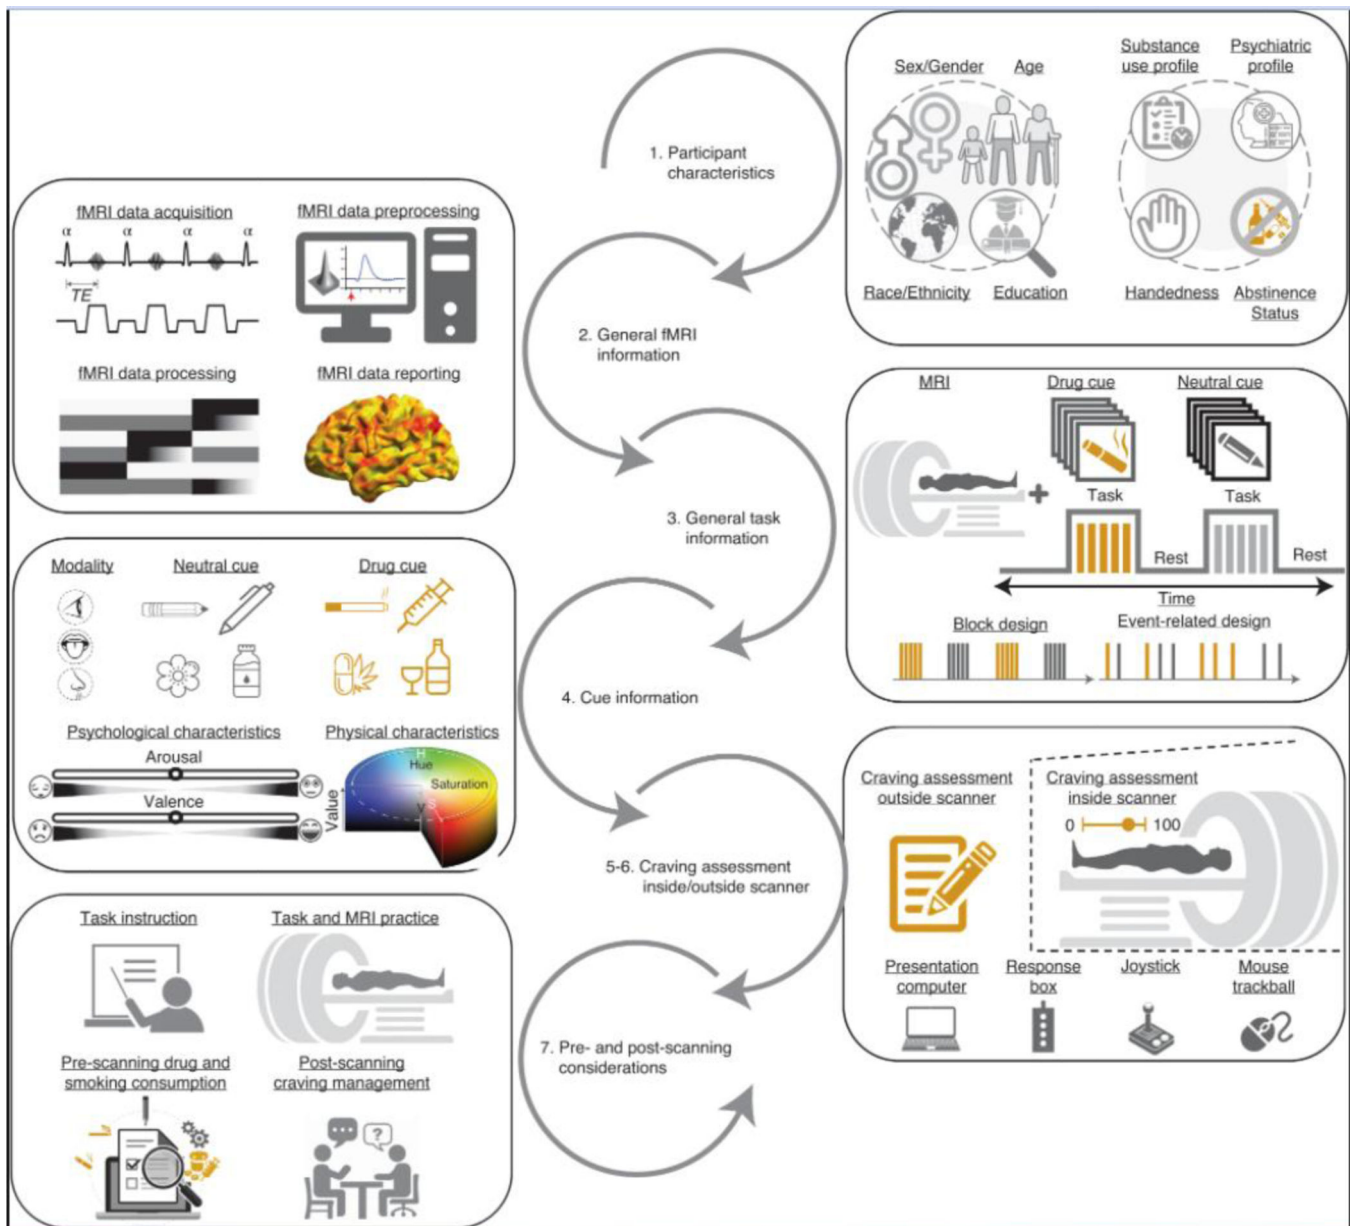 Sex/Gender
Age
Substance
use profile
Psychiatric
profile
1. Participant
characteristics
Race/Ethnicity
Education
Handedness
Abstinence
Status
fMRI data acquisition
fMRI data preprocessing
α
α
α
α
TE
2. General fMRI
information
fMRI data processing
fMRI data reporting
MRI
Drug cue
Neutral cue
Task
Task
3. General task
information
Rest
Rest
Time
Block design
Event-related design
Modality
Neutral cue
Drug cue
4. Cue information
Psychological characteristics
Arousal
Valence
Physical characteristics
H
Hue
Saturation
V
S
Value
5-6. Craving assessment
inside/outside scanner
Craving assessment
outside scanner
Craving assessment
inside scanner
0
100
Presentation
computer
Response
box
Joystick
Mouse
trackball
Task instruction
Task and MRI practice
7. Pre- and post-scanning
considerations
Pre-scanning drug and
smoking consumption
Post-scanning
craving management
?